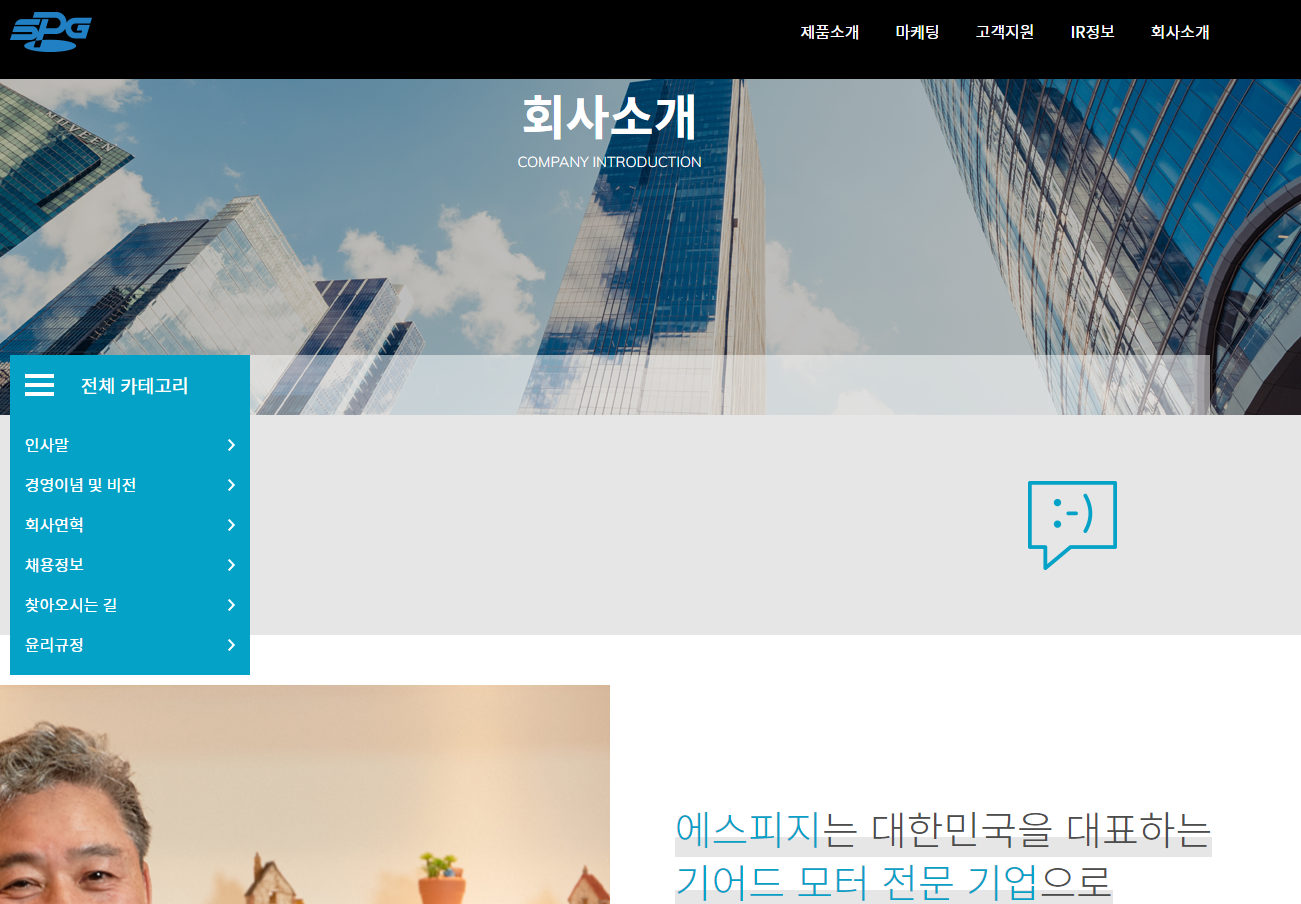 SPG
제품소개
마케팅
고객지원
IR정보
회사소개
회사소개
COMPANY INTRODUCTION
NUVEEN
전체 카테고리
인사말
경영이념 및 비전
회사연혁
채용정보
찾아오시는 길
윤리규정
:-)
에스피지는 대한민국을 대표하는
기어드 모터 전문 기업으로